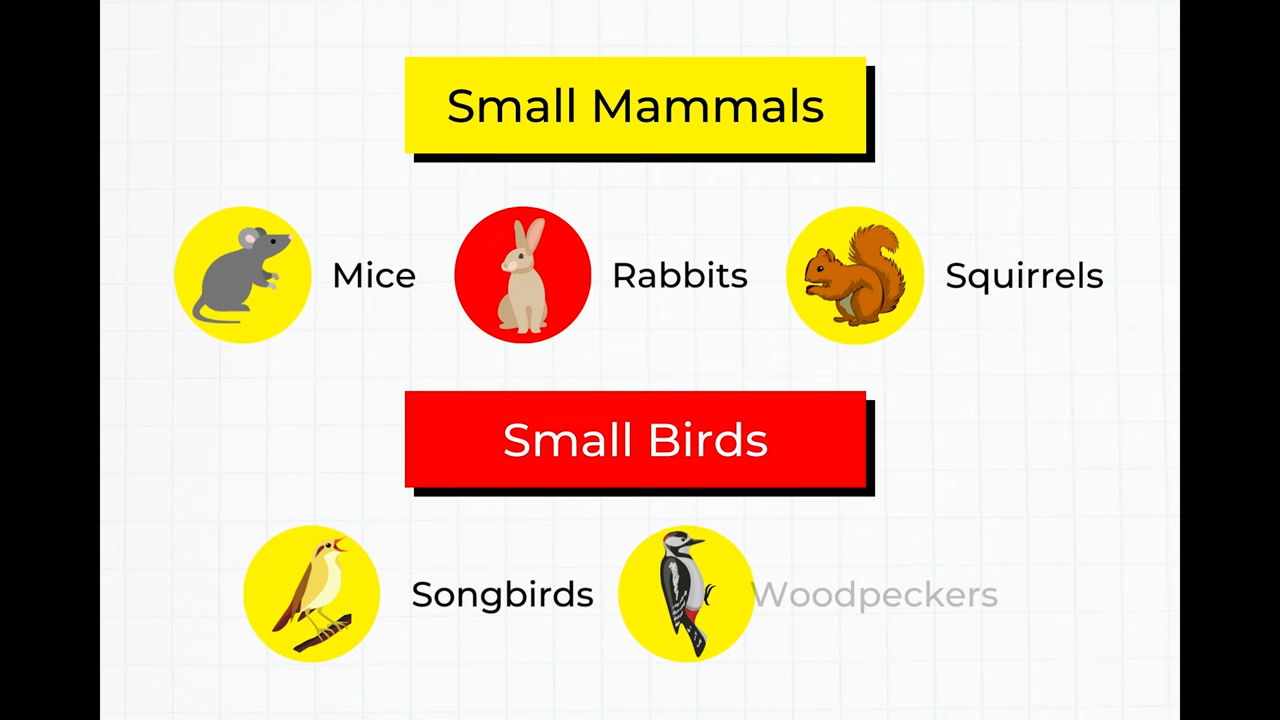 Small Mammals
Mice Rabbits Squirrels
Small Birds
Songbirds Woodpeckers